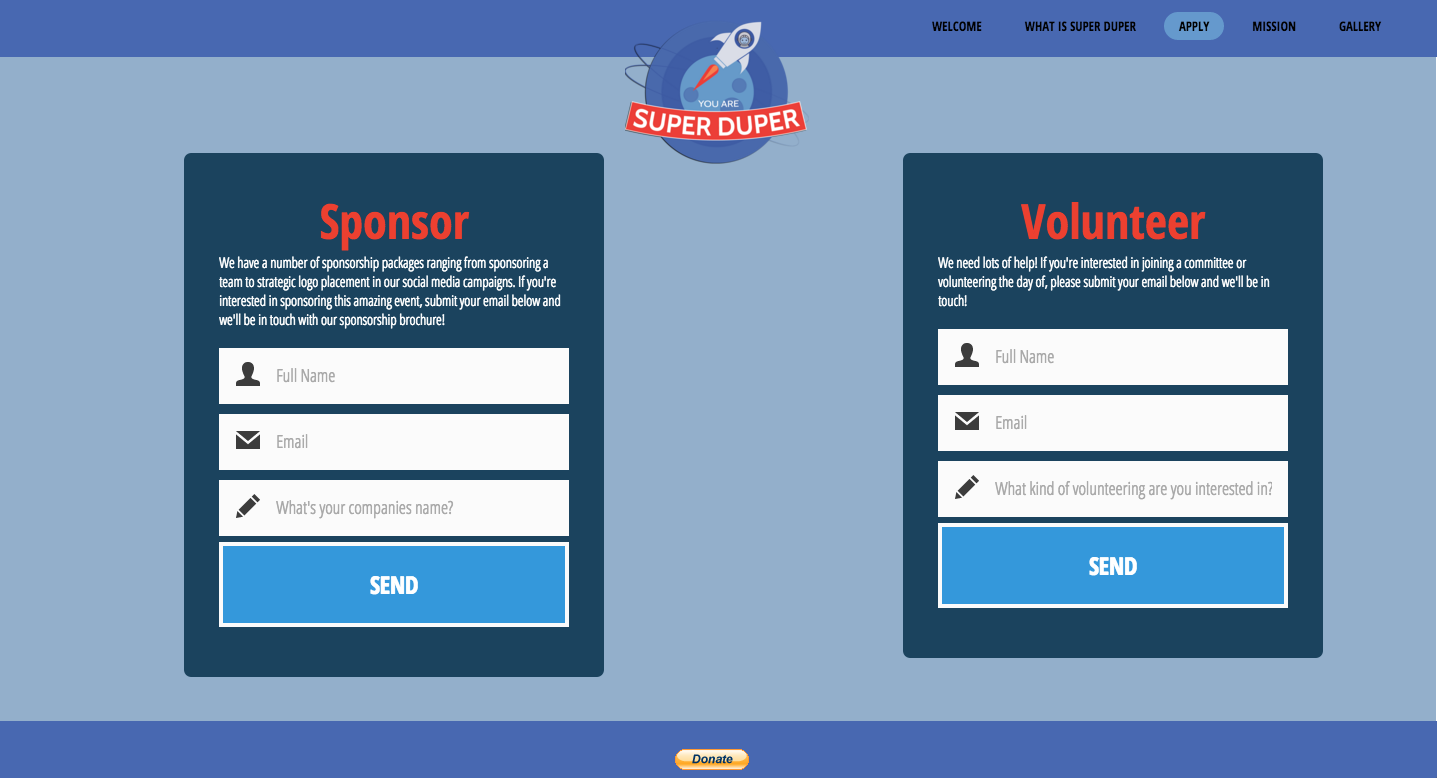 WELCOME
WHAT IS SUPER DUPER
APPLY
MISSION
GALLERY
YOU ARE
SUPER DUPER
Sponsor
We have a number of sponsorship packages ranging from sponsoring a
team to strategic logo placement in our social media campaigns. If you're
interested in sponsoring this amazing event, submit your email below and
we'll be in touch with our sponsorship brochure!
Full Name
Email
What's your companies name?
SEND
Volunteer
We need lots of help! If you're interested in joining a committee or
volunteering the day of, please submit your email below and we'll be in
touch!
Full Name
Email
What kind of volunteering are you interested in?
SEND
Donate